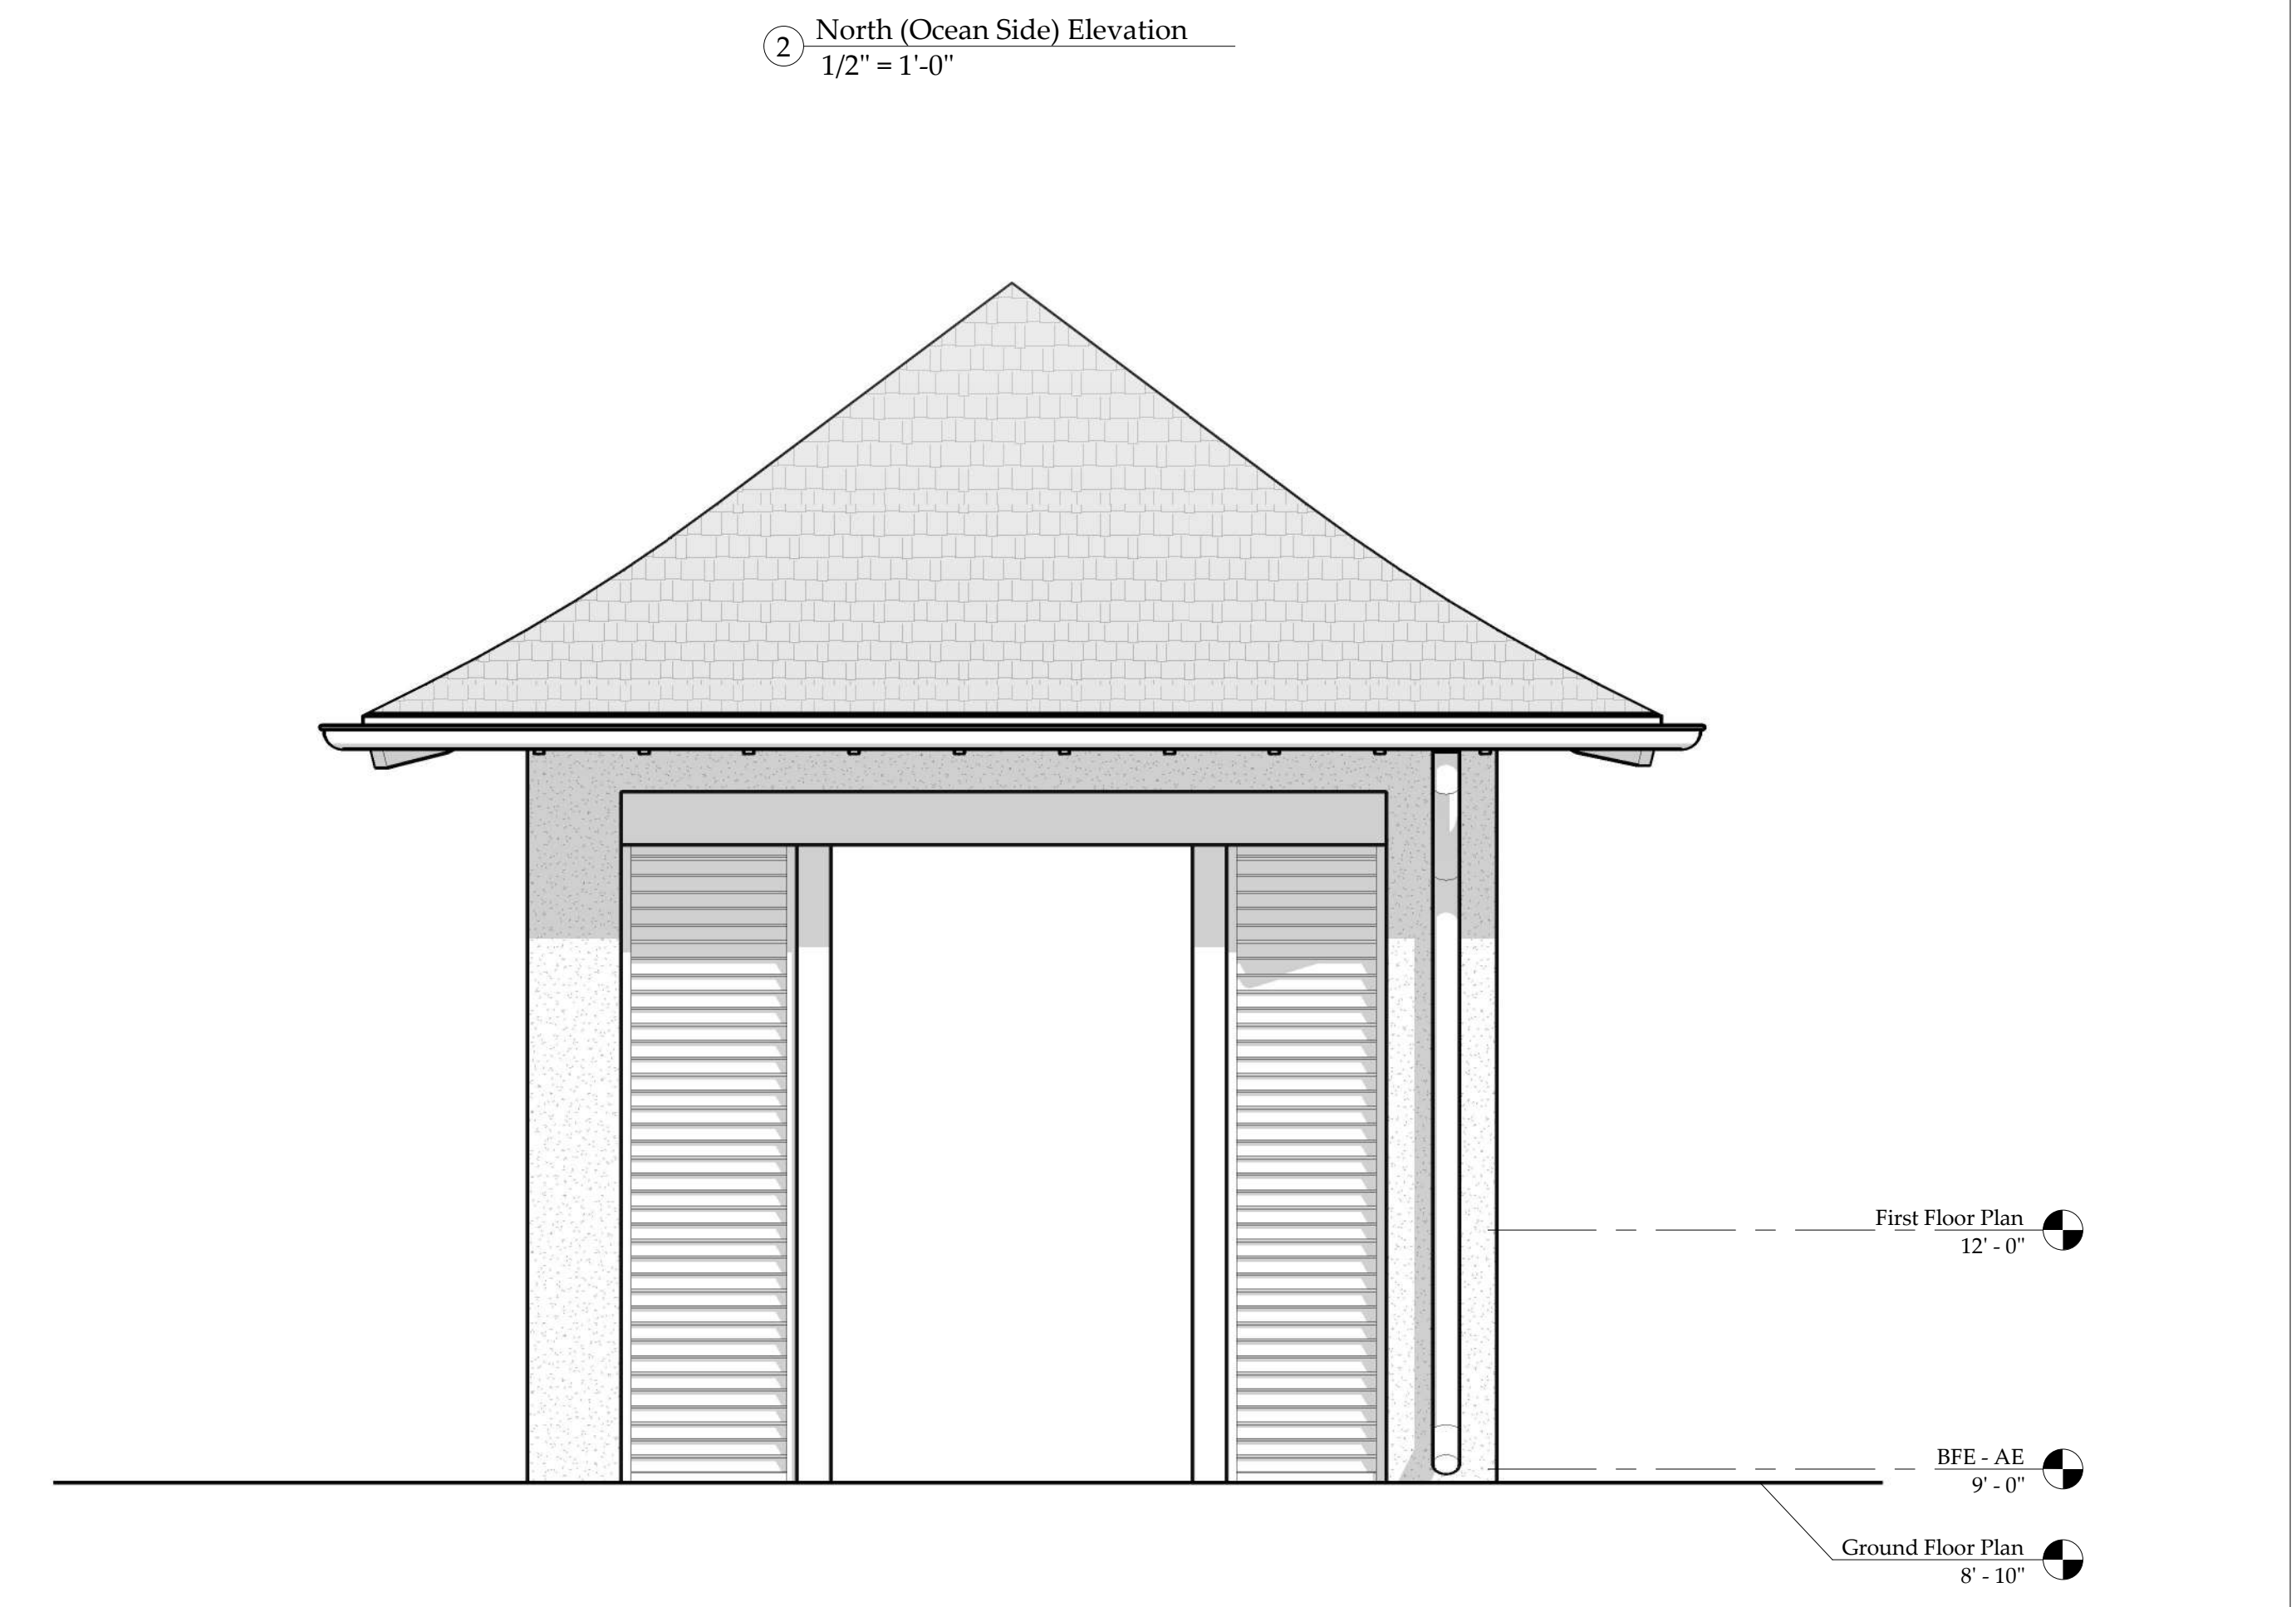 2
North (Ocean Side) Elevation
1/2" = 1'-0"
First Floor Plan
12' - 0"
BFE - AE
9' - 0"
Ground Floor Plan
8' - 10"